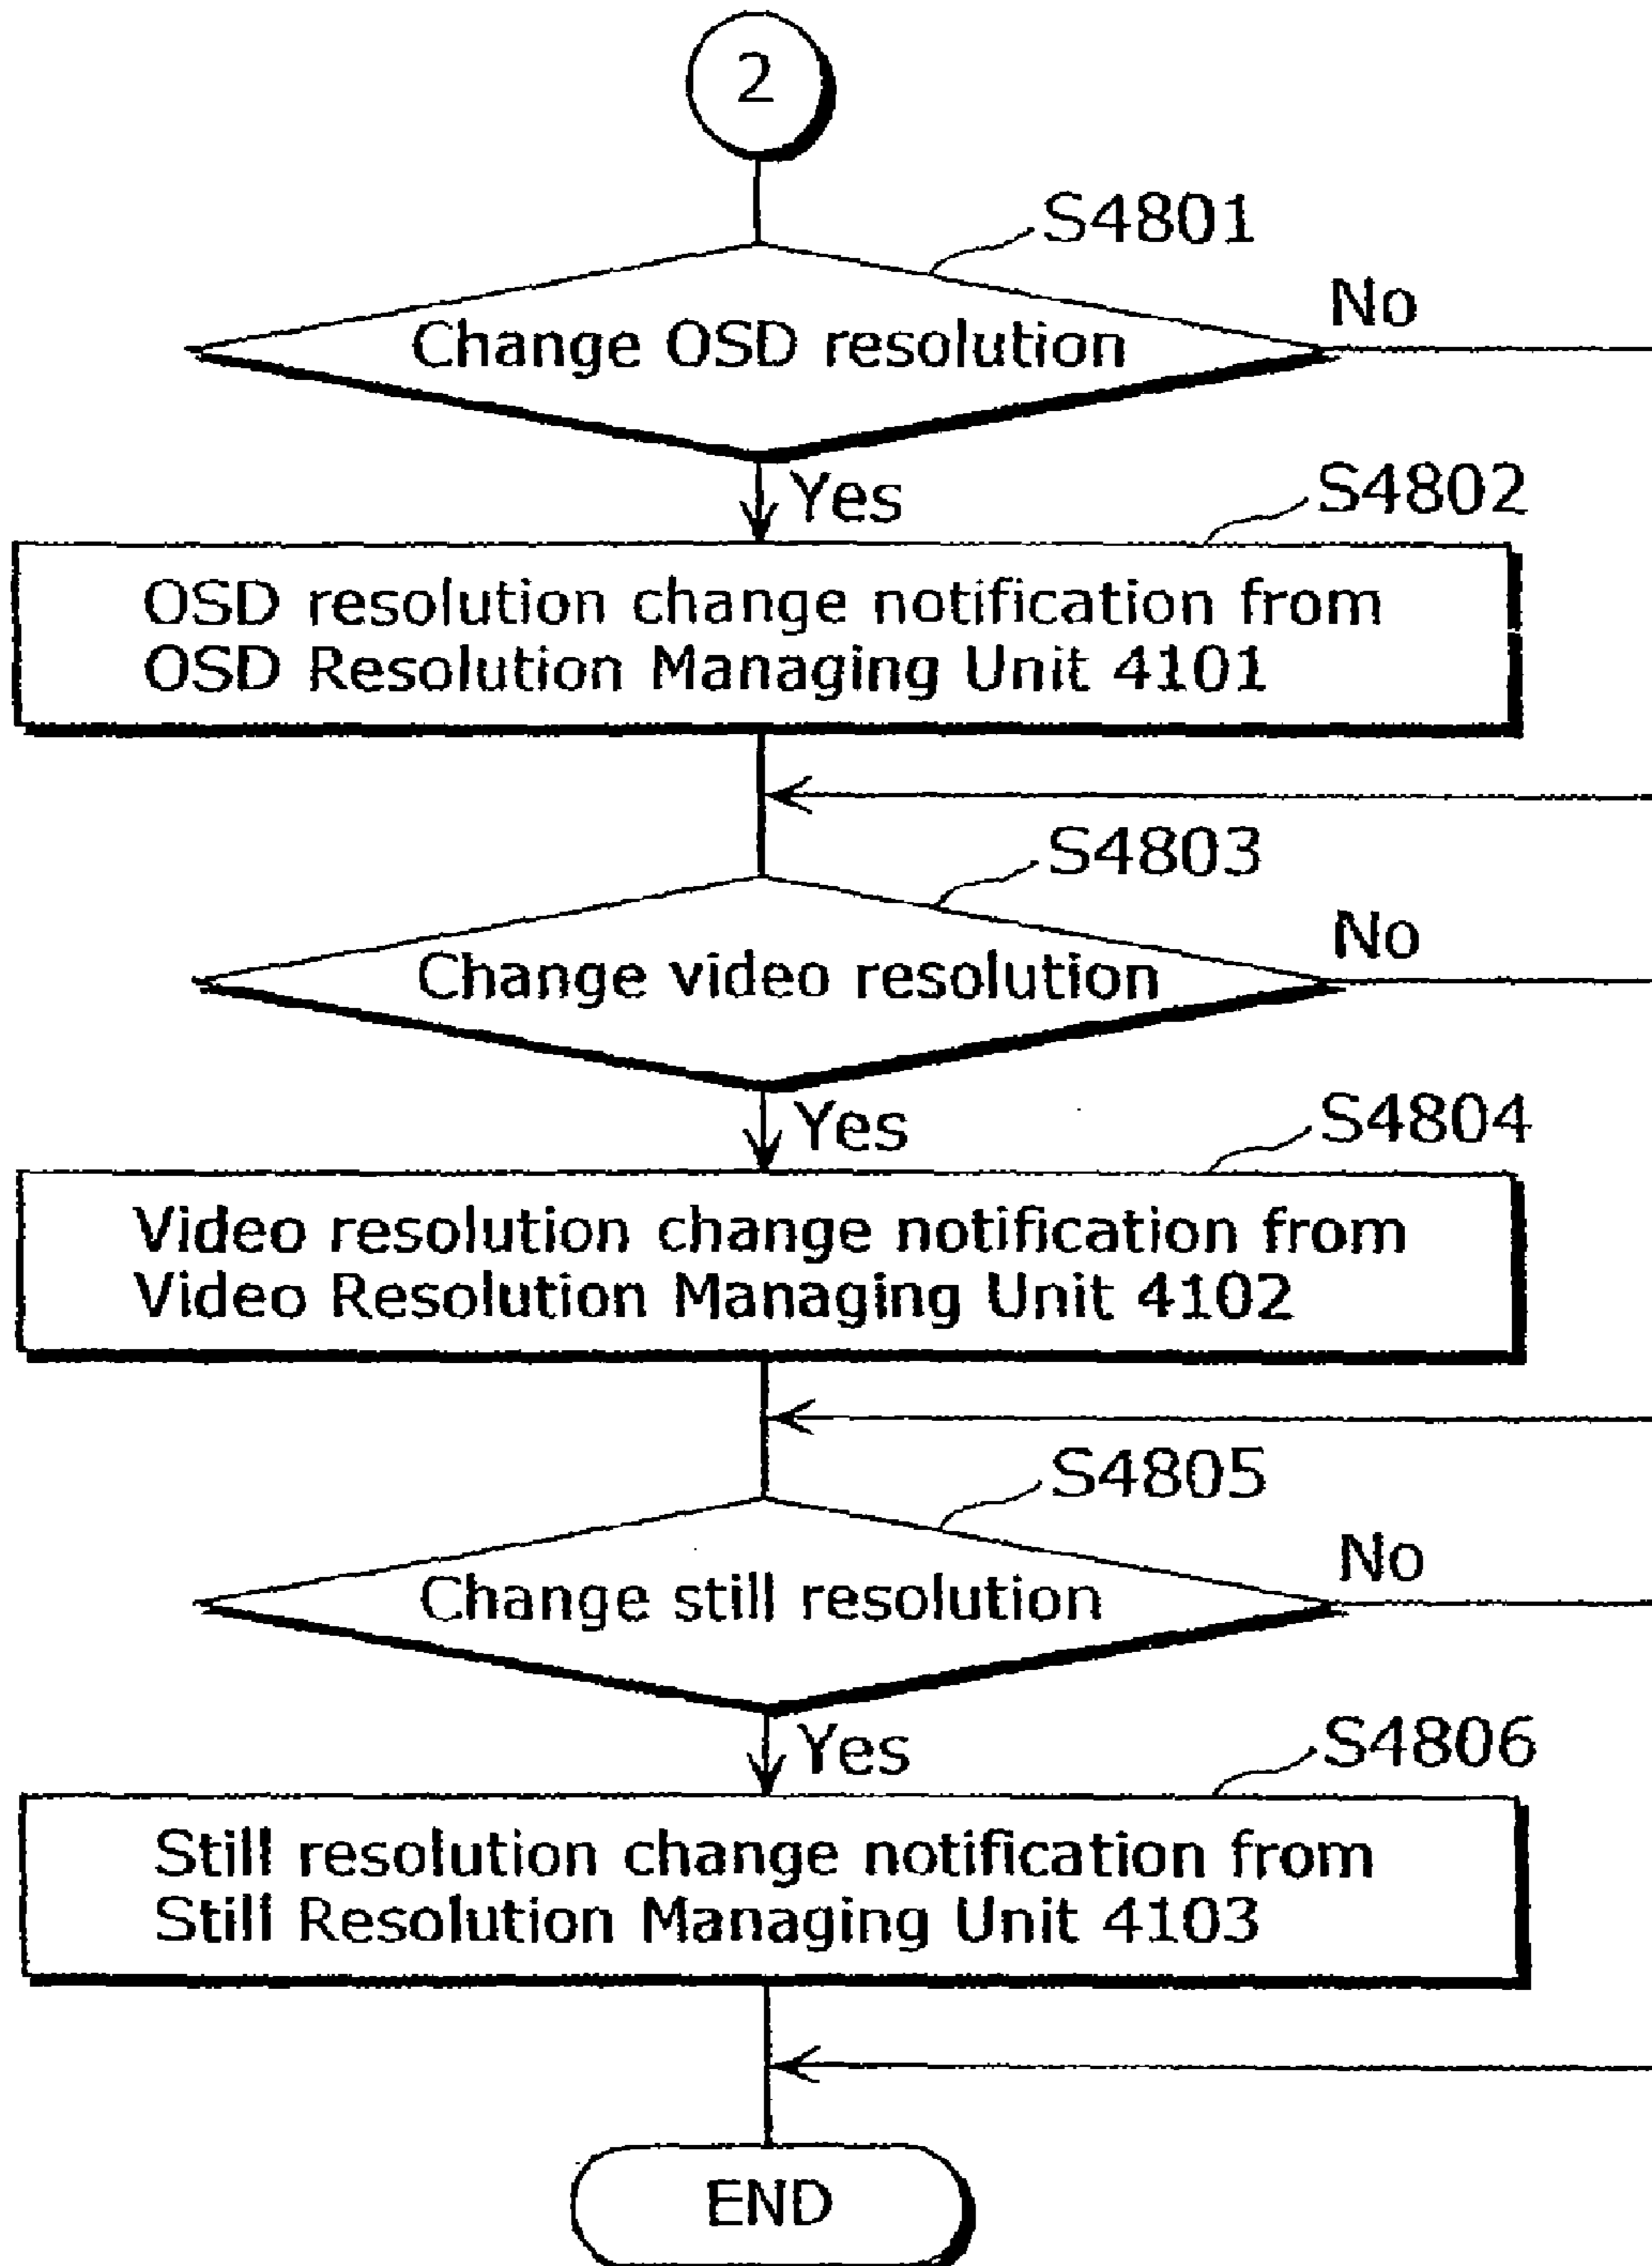 2
S4801
No
Change OSD resolution
Yes
S4802
OSD resolution change notification from
OSD Resolution Managing Unit 4101
S4803
No
Change video resolution
Yes
S4804
Video resolution change notification from
Video Resolution Managing Unit 4102
S4805
No
Change still resolution
Yes
S4806
Still resolution change notification from
Still Resolution Managing Unit 4103
END